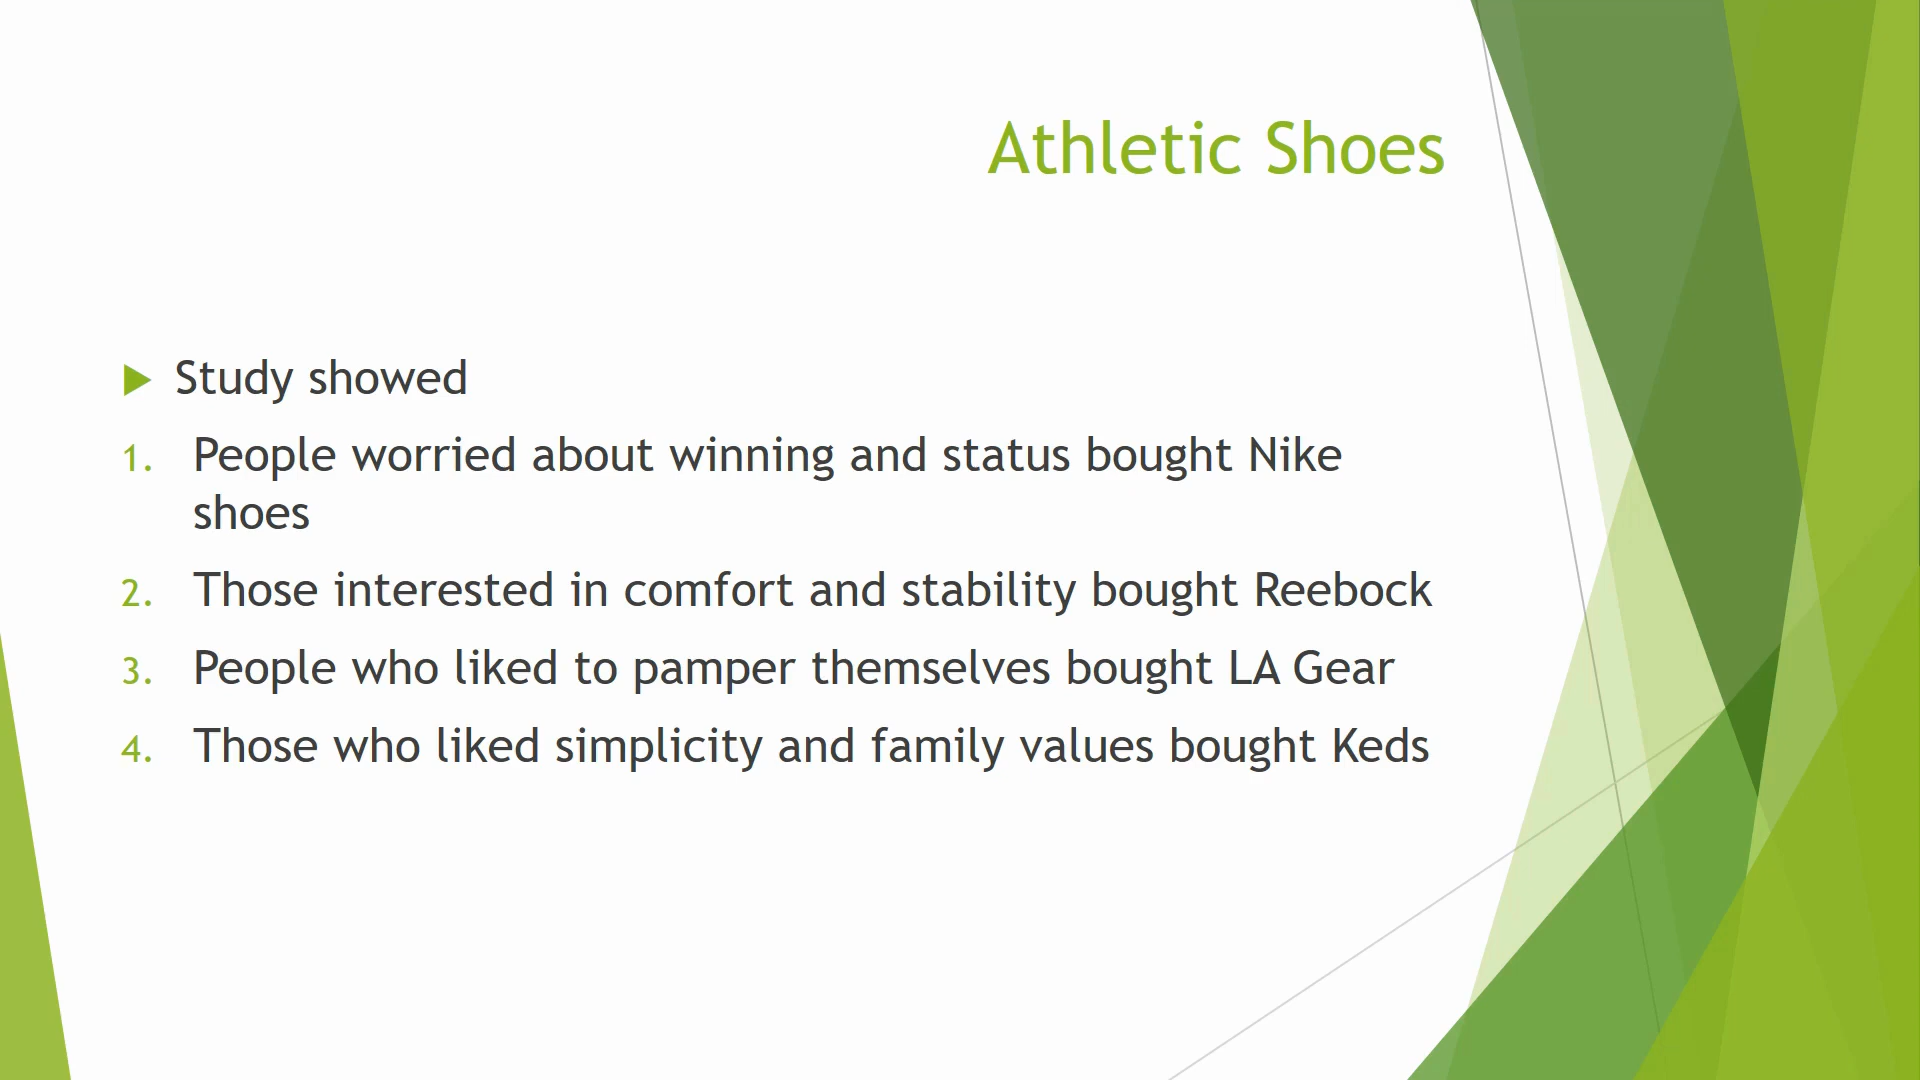 Athletic Shoes
Study showed
1. People worried about winning and status bought Nike
shoes
2. Those interested in comfort and stability bought Reebock
3. People who liked to pamper themselves bought LA Gear
4. Those who liked simplicity and family values bought Keds